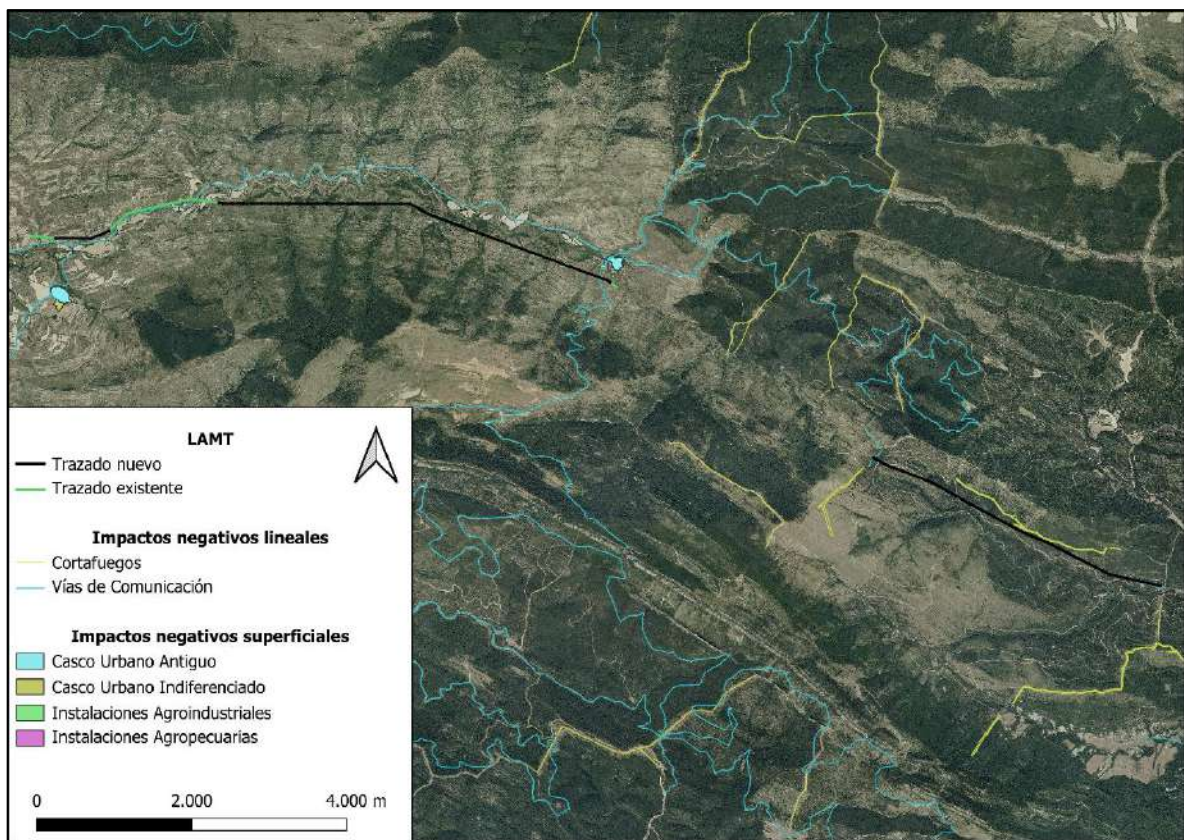 LAMT
Trazado nuevo
Trazado existente
Impactos negativos lineales
Cortafuegos
Vías de Comunicación
Impactos negativos superficiales
Casco Urbano Antiguo
Casco Urbano Indiferenciado
Instalaciones Agroindustriales
Instalaciones Agropecuarias
0 2.000 4.000 m